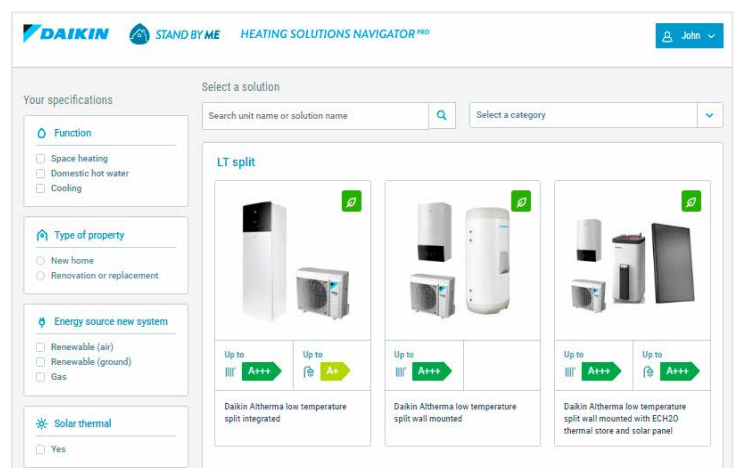 DAIKIN
STAND BY ME
HEATING SOLUTIONS NAVIGATOR PRO
John
Your specifications
Function
Space heating
Domestic hot water
Cooling
Type of property
New home
Renovation or replacement
Energy source new system
Renewable (air)
Renewable (ground)
Gas
Solar thermal
Yes
Select a solution
Search unit name or solution name
Select a category
LT split
Up to
A+++
Up to
A+
Daikin Altherma low temperature
split integrated
Up to
A+++
Daikin Altherma low temperature
split wall mounted
Up to
A+++
Up to
A+++
Daikin Altherma low temperature
split wall mounted with ECH2O
thermal store and solar panel